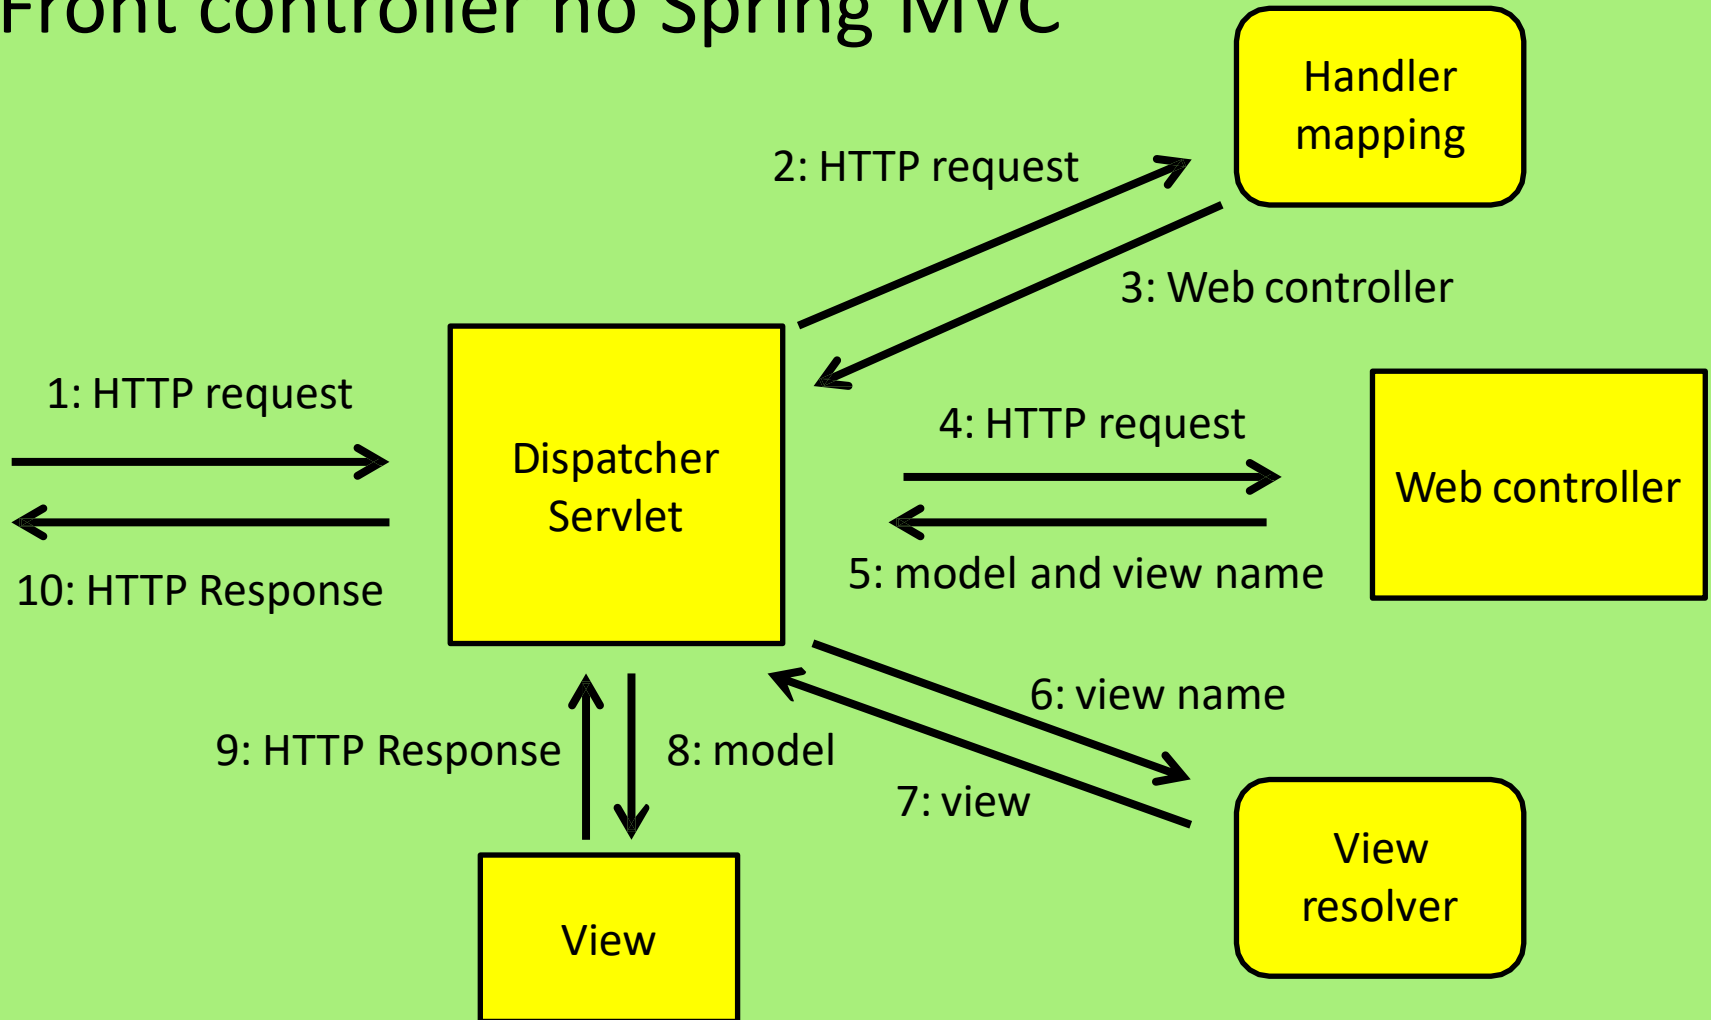 Front controller no Spring MVC
Handler
mapping
2: HTTP request
3: Web controller
1: HTTP request
4: HTTP request
Dispatcher
Servlet
Web controller
10: HTTP Response
5: model and view name
6: view name
9: HTTP Response
8: model
7: view
View
resolver
View